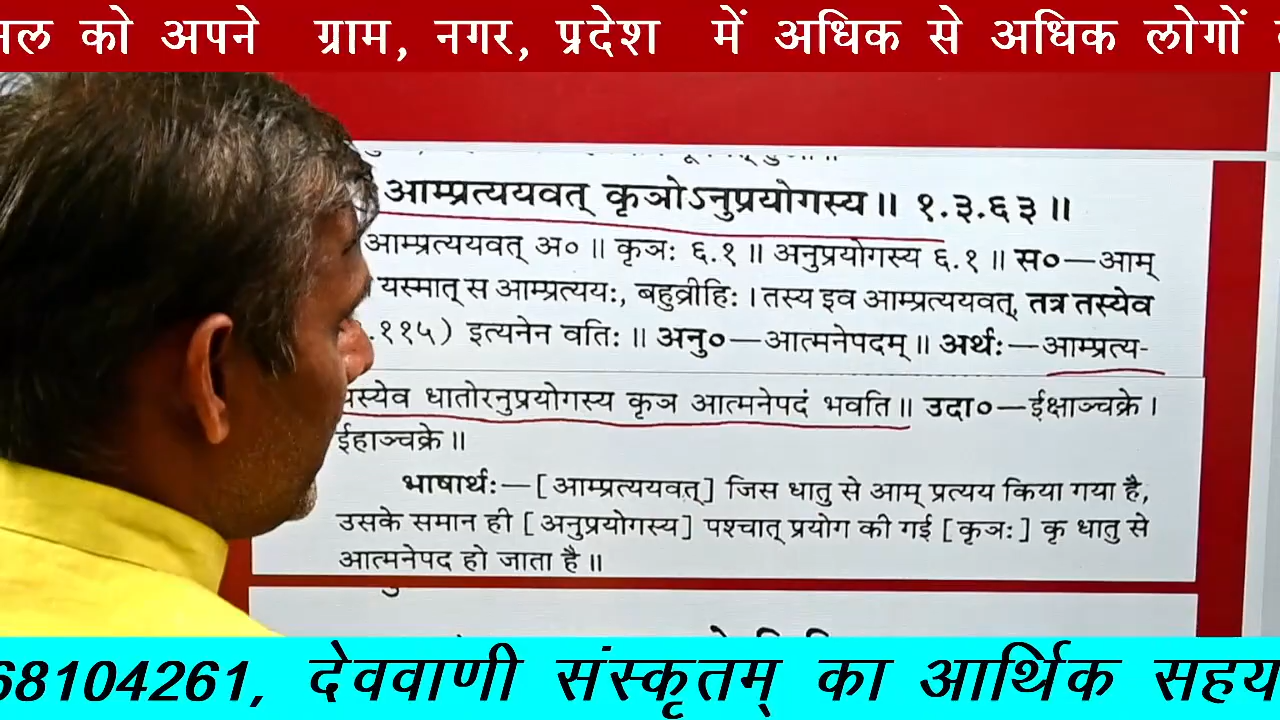 को अपने ग्राम, नगर, प्रदेश में अधिक से अधिक लोगों
आम्प्रत्ययवत् कृञोऽनुप्रयोगस्य ॥ १.३.६३ ॥
आम्प्रत्ययवत् अ० ॥ कृञः ६.१ ॥ अनुप्रयोगस्य ६.१ ॥ स०—आम्
यस्मात् स आम्प्रत्ययः, बहुव्रीहिः । तस्य इव आम्प्रत्ययवत्, तत्र तस्येव
.११५) इत्यनेन वतिः ॥ अनु०—आत्मनेपदम् ॥ अर्थः—आम्प्रत्य-
यस्येव धातोरनुप्रयोगस्य कृञ आत्मनेपदं भवति ॥ उदा०—ईक्षाञ्चक्रे ।
ईहाञ्चक्रे ॥
भाषार्थः—[आम्प्रत्ययवत्] जिस धातु से आम् प्रत्यय किया गया है,
उसके समान ही [अनुप्रयोगस्य] पश्चात् प्रयोग की गई [कृञः] कृ धातु से
आत्मनेपद हो जाता है ॥
68104261, देववाणी संस्कृतम् का आर्थिक सहय